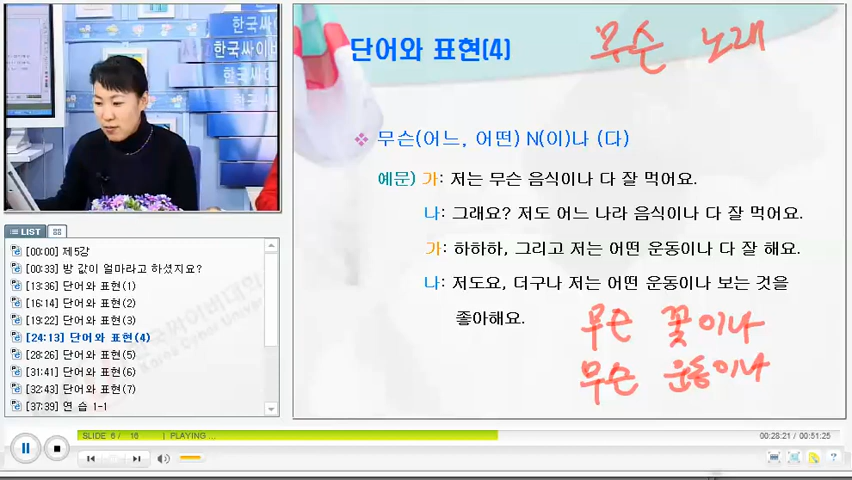 한국싸이버
한국싸이버대
단어와 표현(4)
무슨 노래
❖ 무슨(어느, 어떤) N(이)나 (다)
예문) 가: 저는 무슨 음식이나 다 잘 먹어요.
나: 그래요? 저도 어느 나라 음식이나 다 잘 먹어요.
가: 하하하, 그리고 저는 어떤 운동이나 다 잘 해요.
나: 저도요, 더구나 저는 어떤 운동이나 보는 것을
좋아해요.
무슨 꽃이나
무슨 운동이나
LIST
[00:00] 제5강
[00:33] 방 값이 얼마라고 하셨지요?
[13:36] 단어와 표현(1)
[16:14] 단어와 표현(2)
[19:22] 단어와 표현(3)
[24:13] 단어와 표현(4)
[28:26] 단어와 표현(5)
[31:41] 단어와 표현(6)
[32:43] 단어와 표현(7)
[37:39] 연 습 1-1
SLIDE 6 / 16 | PLAYING ...
00:28:21 / 00:51:25